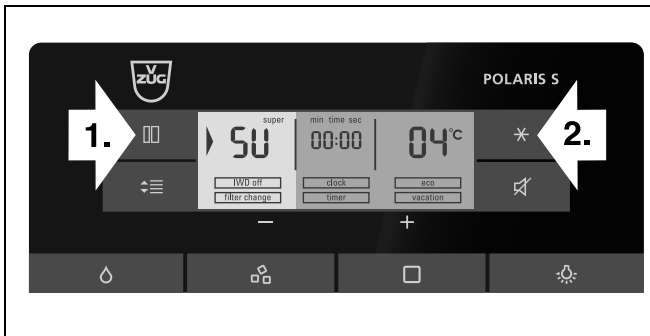 V
ZUG
POLARIS S
1.
super
SU
min time sec
00:00
04°C
2.
IWD off
clock
eco
filter change
timer
vacation
− +